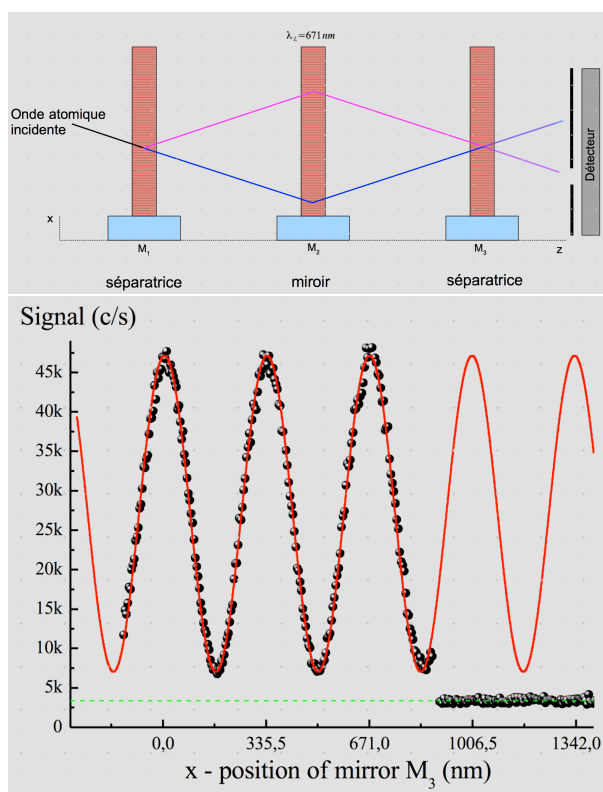 λL=671nm
Onde atomique
incidente
Détecteur
x
M1
M2
M3
z
séparatrice
miroir
séparatrice
Signal (c/s)
45k
40k
35k
30k
25k
20k
15k
10k
5k
0
0,0
335,5
671,0
1006,5
1342,0
x - position of mirror M3 (nm)